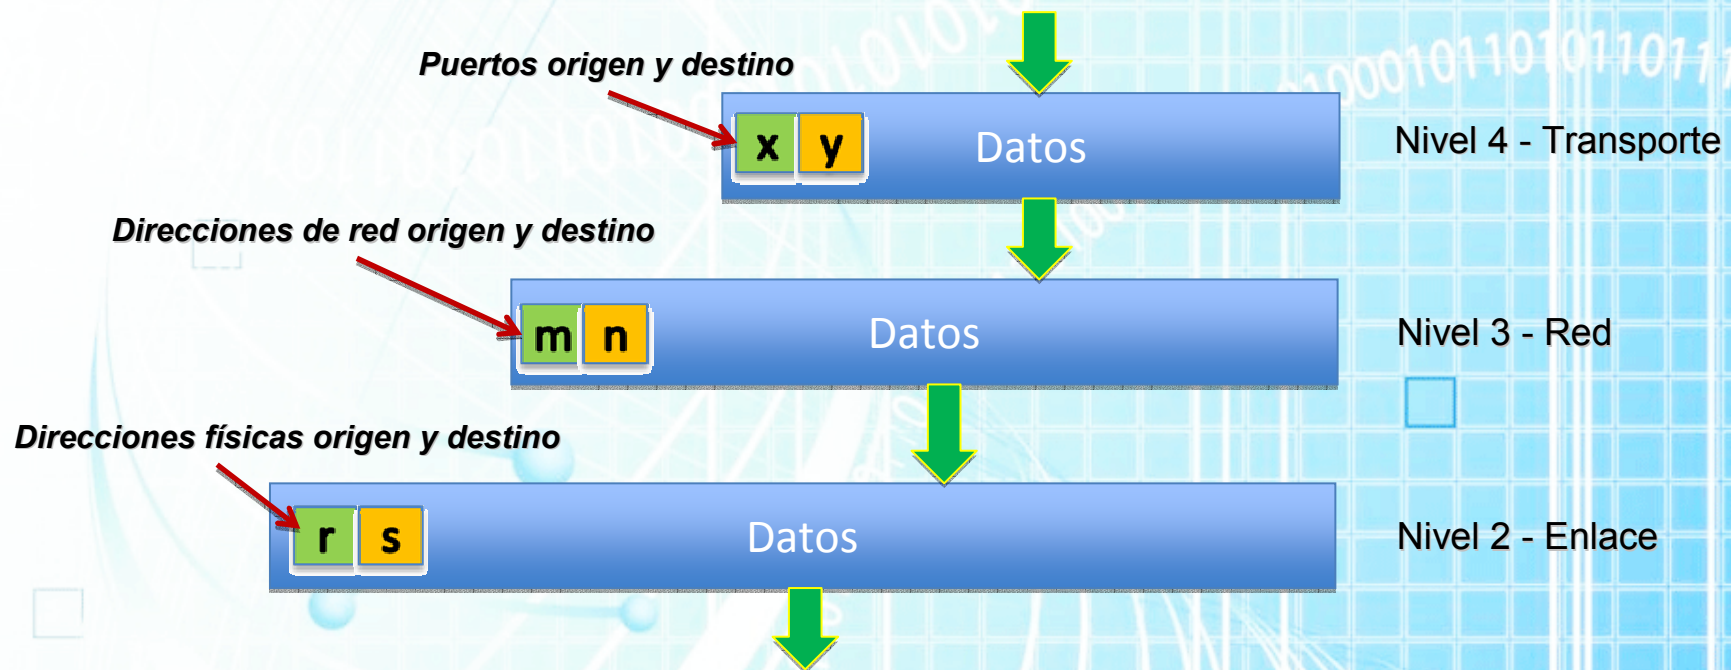 Puertos origen y destino
x y Datos
Nivel 4 - Transporte
Direcciones de red origen y destino
m n Datos
Nivel 3 - Red
Direcciones físicas origen y destino
r s Datos
Nivel 2 - Enlace